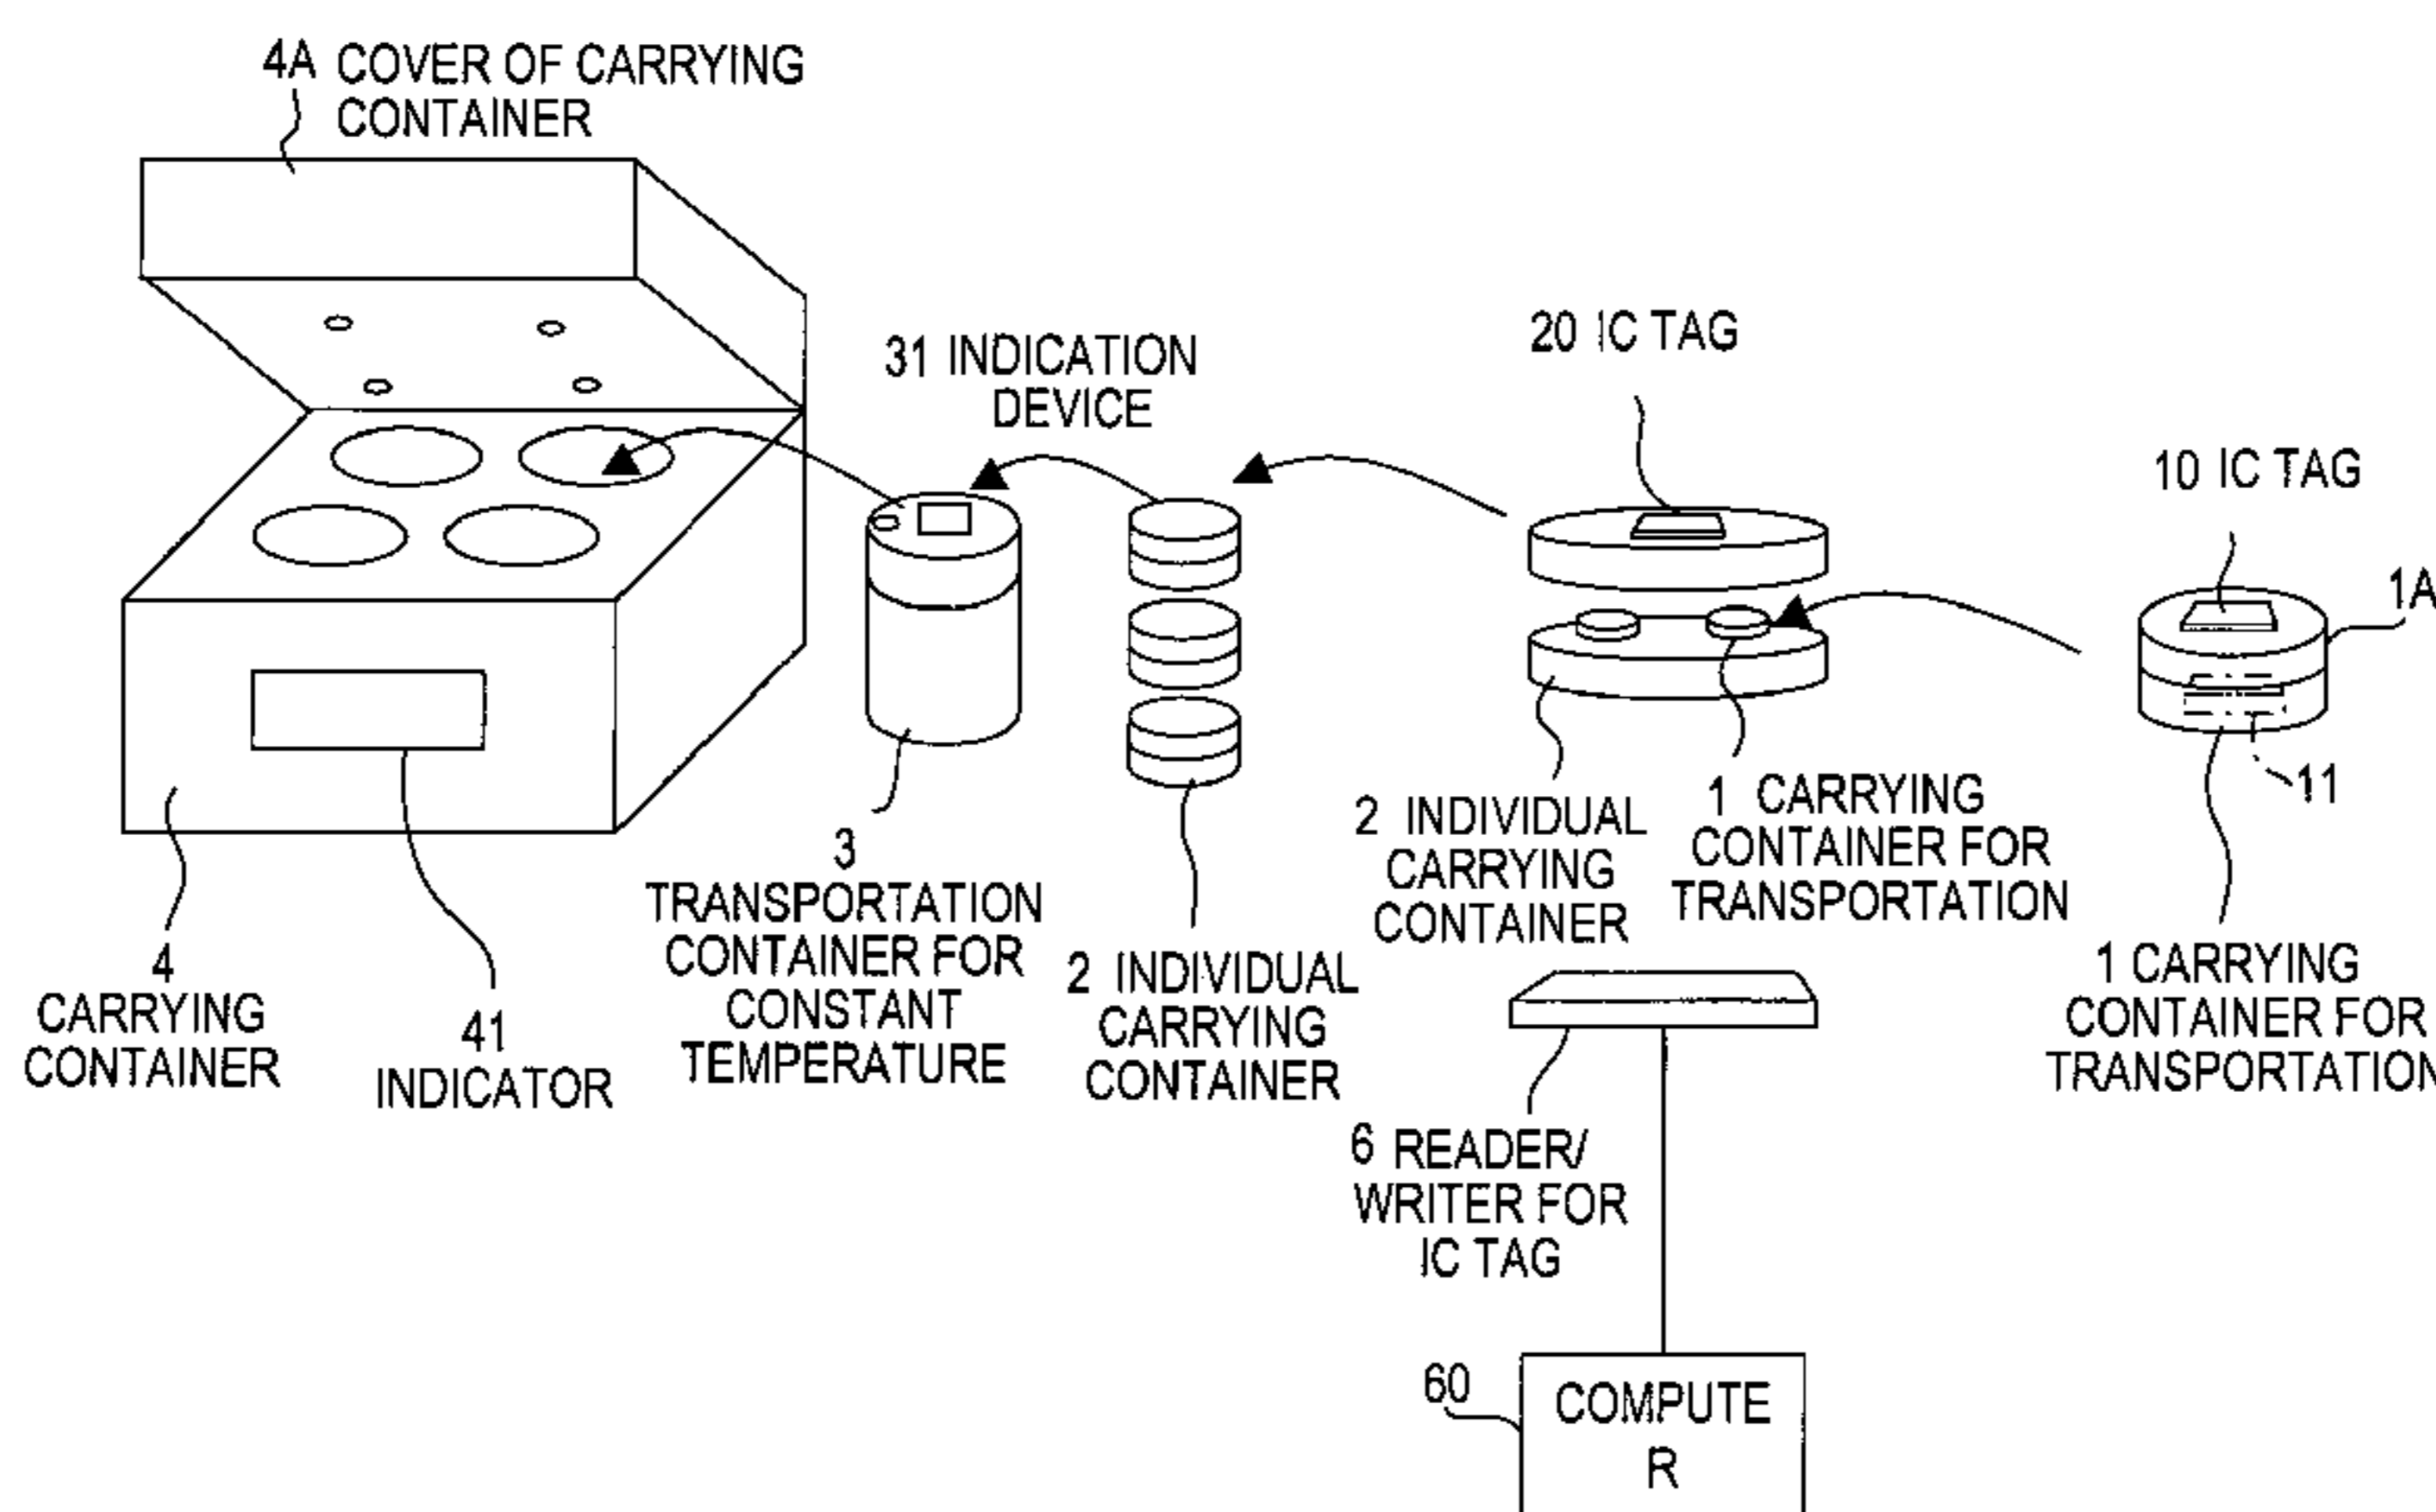 4A COVER OF CARRYING
CONTAINER
31 INDICATION
DEVICE
20 IC TAG
10 IC TAG
1A
11
2 INDIVIDUAL
CARRYING
CONTAINER
1 CARRYING
CONTAINER FOR
TRANSPORTATION
3
TRANSPORTATION
CONTAINER FOR
CONSTANT
TEMPERATURE
2 INDIVIDUAL
CARRYING
CONTAINER
4
CARRYING
CONTAINER
41
INDICATOR
1 CARRYING
CONTAINER FOR
TRANSPORTATION
6 READER/
WRITER FOR
IC TAG
60
COMPUTE
R